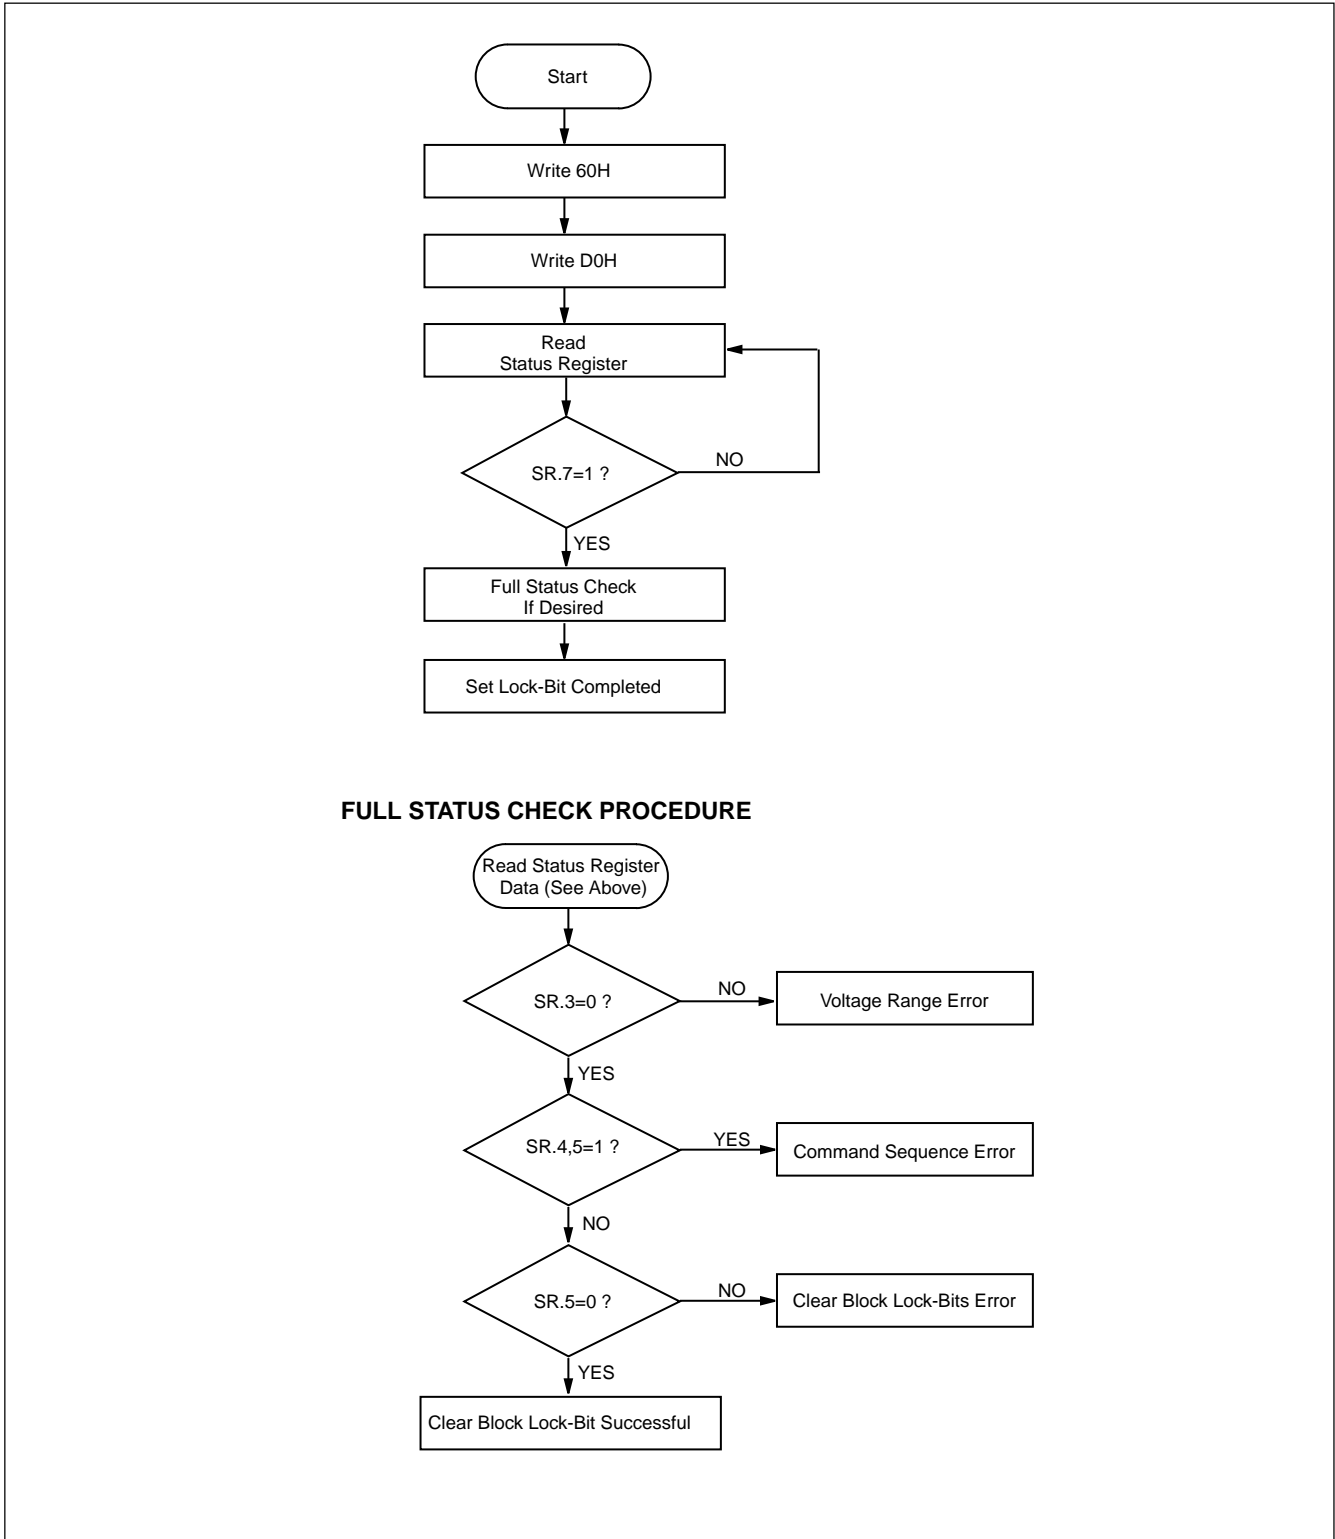 Start
Write 60H
Write D0H
Read
Status Register
SR.7=1 ?
NO
YES
Full Status Check
If Desired
Set Lock-Bit Completed
FULL STATUS CHECK PROCEDURE
Read Status Register
Data (See Above)
SR.3=0 ?
NO
Voltage Range Error
YES
SR.4,5=1 ?
YES
Command Sequence Error
NO
SR.5=0 ?
NO
Clear Block Lock-Bits Error
YES
Clear Block Lock-Bit Successful